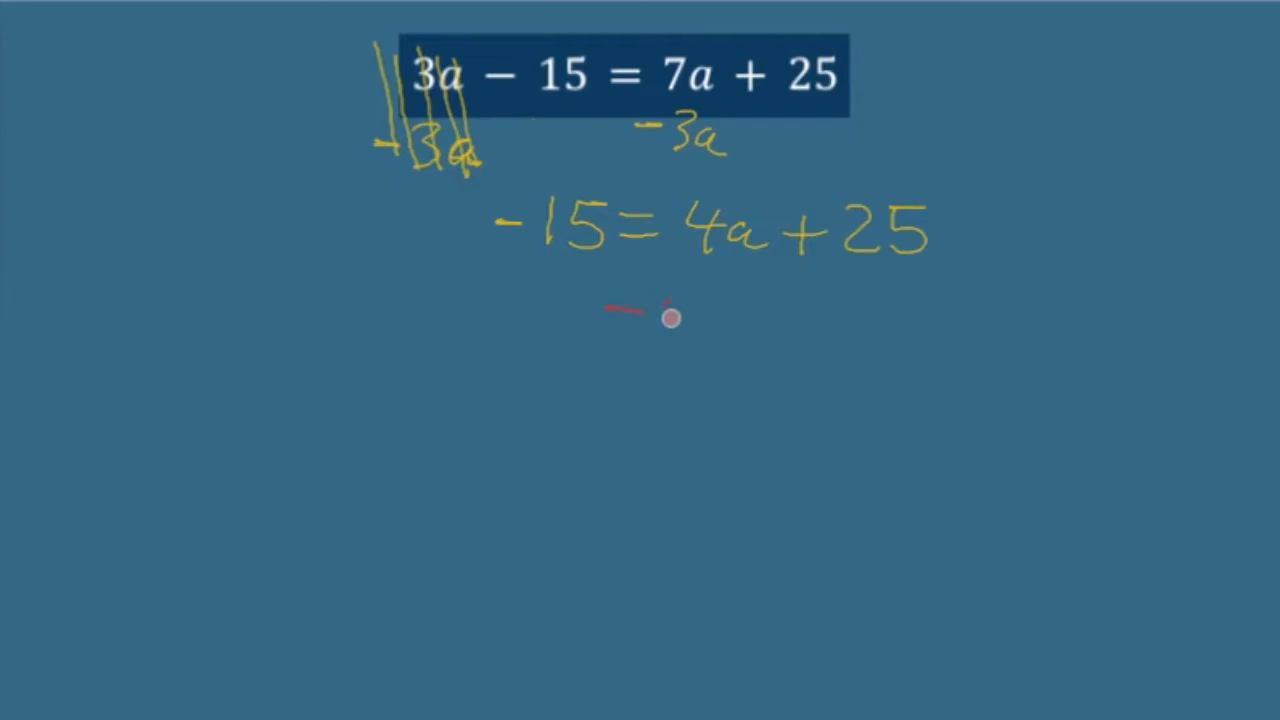 3a − 15 = 7a + 25
-3a -3a
-15=4a+25
−